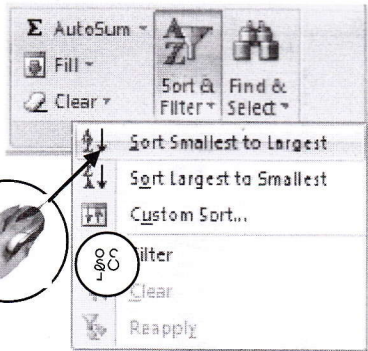 Σ AutoSum
Fill
Clear
Sort &
Filter
Find &
Select
Sort Smallest to Largest
Sort Largest to Smallest
Custom Sort...
Filter
Clear
Reapply